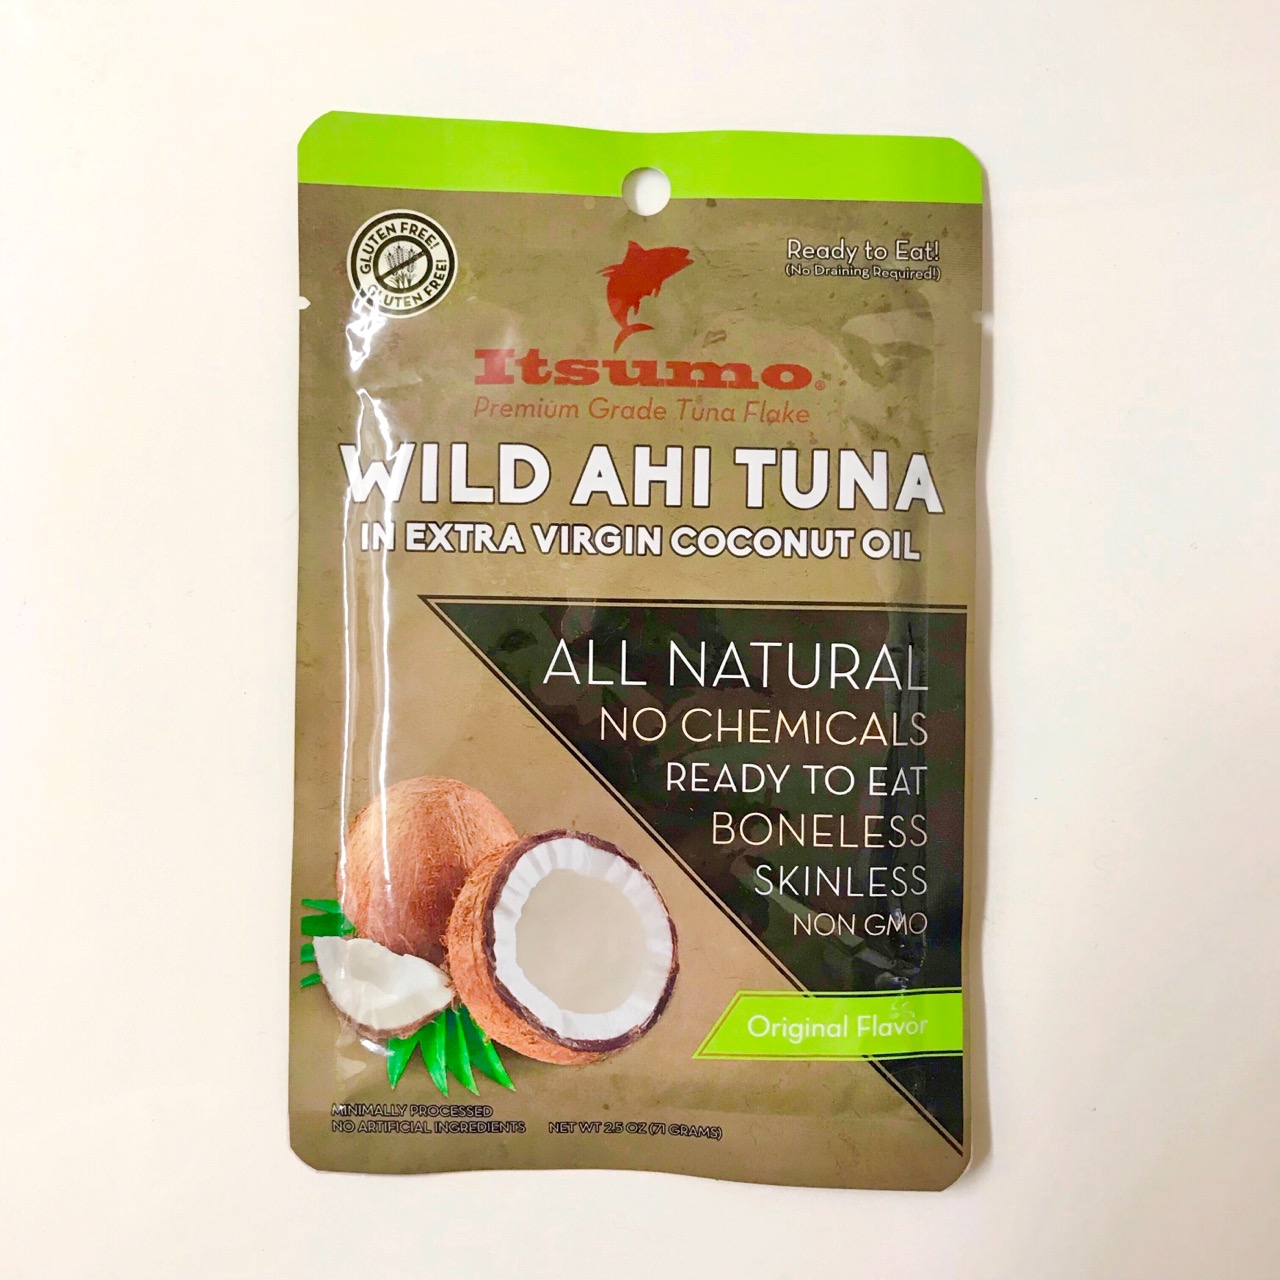 GLUTEN FREE!
GLUTEN FREE!
Ready to Eat!
(No Draining Required!)
Itsumo®
Premium Grade Tuna Flake
WILD AHI TUNA
IN EXTRA VIRGIN COCONUT OIL
ALL NATURAL
NO CHEMICALS
READY TO EAT
BONELESS
SKINLESS
NON GMO
Original Flavor
MINIMALLY PROCESSED
NO ARTIFICIAL INGREDIENTS NET WT 2.5 OZ (71 GRAMS)